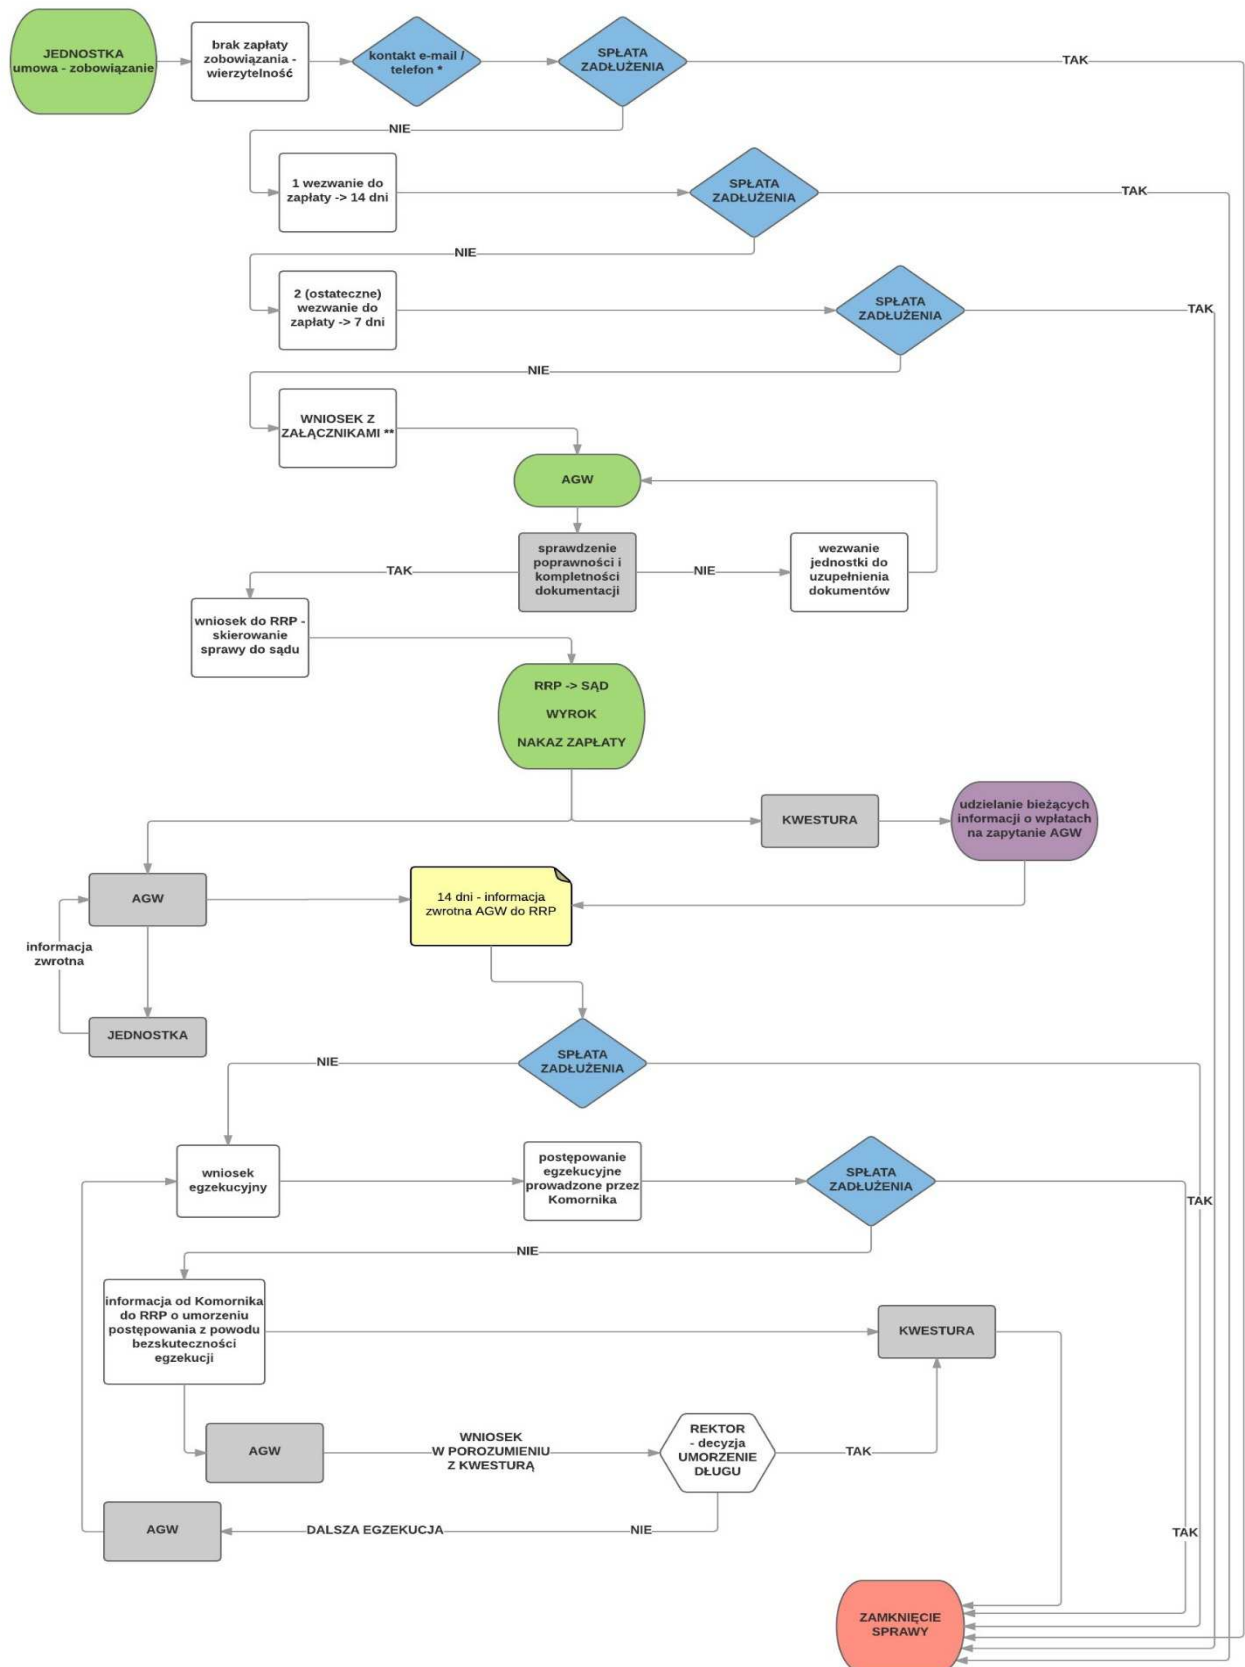 JEDNOSTKA
umowa - zobowiązanie
brak zapłaty
zobowiązania -
wierzytelność
kontakt e-mail /
telefon *
SPŁATA
ZADŁUŻENIA
TAK
NIE
1 wezwanie do
zapłaty -> 14 dni
SPŁATA
ZADŁUŻENIA
TAK
NIE
2 (ostateczne)
wezwanie do
zapłaty -> 7 dni
SPŁATA
ZADŁUŻENIA
TAK
NIE
WNIOSEK Z
ZAŁĄCZNIKAMI **
AGW
sprawdzenie
poprawności i
kompletności
dokumentacji
TAK
NIE
wezwanie
jednostki do
uzupełnienia
dokumentów
wniosek do RRP -
skierowanie
sprawy do sądu
RRP -> SĄD
WYROK
NAKAZ ZAPŁATY
KWESTURA
udzielanie bieżących
informacji o wpłatach
na zapytanie AGW
AGW
14 dni - informacja
zwrotna AGW do RRP
informacja
zwrotna
JEDNOSTKA
SPŁATA
ZADŁUŻENIA
NIE
TAK
wniosek
egzekucyjny
postępowanie
egzekucyjne
prowadzone przez
Komornika
SPŁATA
ZADŁUŻENIA
NIE
informacja od Komornika
do RRP o umorzeniu
postępowania z powodu
bezskuteczności
egzekucji
KWESTURA
AGW
WNIOSEK
W POROZUMIENIU
Z KWESTURĄ
REKTOR
- decyzja
UMORZENIE
DŁUGU
TAK
AGW
DALSZA EGZEKUCJA
NIE
TAK
ZAMKNIĘCIE
SPRAWY